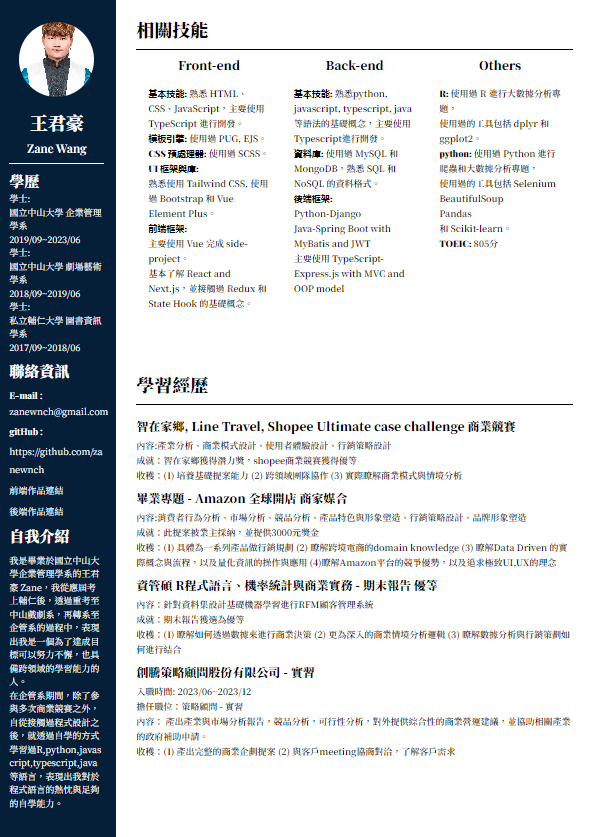 王君豪
Zane Wang
學歷
學士:
國立中山大學 企業管理
學系
2019/09~2023/06
學士:
國立中山大學 劇場藝術
學系
2018/09~2019/06
學士:
私立輔仁大學 圖書資訊
學系
2017/09~2018/06
聯絡資訊
E-mail :
zanewnch@gmail.com
gitHub :
https://github.com/za
newnch
前端作品連結
後端作品連結
自我介紹
我是畢業於國立中山大
學企業管理學系的王君
豪 Zane，我從應屆考
上輔仁後，透過重考至
中山戲劇系，再轉系至
企管系的過程中，表現
出我是一個為了達成目
標可以努力不懈，也具
備跨領域的學習能力的
人。
在企管系期間，除了參
與多次商業競賽之外，
自從接觸過程式設計之
後，就透過自學的方式
學習過R,python,javas
cript,typescript,java
等語言，表現出我對於
程式語言的熱忱與足夠
的自學能力。
相關技能
Front-end
基本技能: 熟悉 HTML、
CSS、JavaScript，主要使用
TypeScript 進行開發。
模板引擎: 使用過 PUG, EJS。
CSS 預處理器: 使用過 SCSS。
UI 框架與庫:
熟悉使用 Tailwind CSS, 使用
過 Bootstrap 和 Vue
Element Plus。
前端框架:
主要使用 Vue 完成 side-
project。
基本了解 React and
Next.js，並接觸過 Redux 和
State Hook 的基礎概念。
Back-end
基本技能: 熟悉python,
javascript, typescript, java
等語法的基礎概念，主要使用
Typescript進行開發。
資料庫: 使用過 MySQL 和
MongoDB，熟悉 SQL 和
NoSQL 的資料格式。
後端框架:
Python-Django
Java-Spring Boot with
MyBatis and JWT
主要使用 TypeScript-
Express.js with MVC and
OOP model
Others
R: 使用過 R 進行大數據分析專
題，
使用過的工具包括 dplyr 和
ggplot2。
python: 使用過 Python 進行
爬蟲和大數據分析專題，
使用過的工具包括 Selenium
BeautifulSoup
Pandas
和 Scikit-learn。
TOEIC: 805分
學習經歷
智在家鄉, Line Travel, Shopee Ultimate case challenge 商業競賽
內容:產業分析、商業模式設計、使用者體驗設計、行銷策略設計
成就：智在家鄉獲得潛力獎，shopee商業競賽獲得優等
收穫：(1) 培養基礎提案能力 (2) 跨領域團隊協作 (3) 實際瞭解商業模式與情境分析
畢業專題 - Amazon 全球開店 商家媒合
內容:消費者行為分析、市場分析、競品分析、產品特色與形象塑造、行銷策略設計、品牌形象塑造
成就：此提案被業主採納，並提供3000元獎金
收穫：(1) 具體為一系列產品做行銷規劃 (2) 瞭解跨境電商的domain knowledge (3) 瞭解Data Driven 的實
際概念與流程，以及量化資訊的操作與應用 (4)瞭解Amazon平台的競爭優勢，以及追求極致UI,UX的理念
資管碩 R程式語言、機率統計與商業實務 - 期末報告 優等
內容：針對資料集設計基礎機器學習進行RFM顧客管理系統
成就：期末報告獲選為優等
收穫：(1) 瞭解如何透過數據來進行商業決策 (2) 更為深入的商業情境分析邏輯 (3) 瞭解數據分析與行銷策劃如
何進行結合
創騰策略顧問股份有限公司 - 實習
入職時間: 2023/06~2023/12
擔任職位：策略顧問 - 實習
內容： 產出產業與市場分析報告，競品分析，可行性分析，對外提供綜合性的商業營運建議，並協助相關產業
的政府補助申請。
收穫：(1) 產出完整的商業企劃提案 (2) 與客戶meeting協商對洽，了解客戶需求